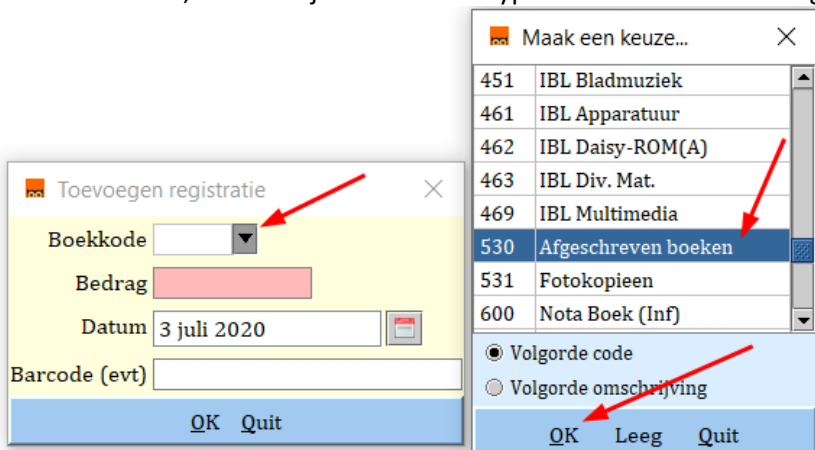 Maak een keuze...
451 IBL Bladmuziek
461 IBL Apparatuur
462 IBL Daisy-ROM(A)
463 IBL Div. Mat.
469 IBL Multimedia
530 Afgeschreven boeken
531 Fotokopieen
600 Nota Boek (Inf)
Volgorde code
Volgorde omschrijving
OK Leeg Quit
Toevoegen registratie
Boekkode
Bedrag
Datum 3 juli 2020
Barcode (evt)
OK Quit